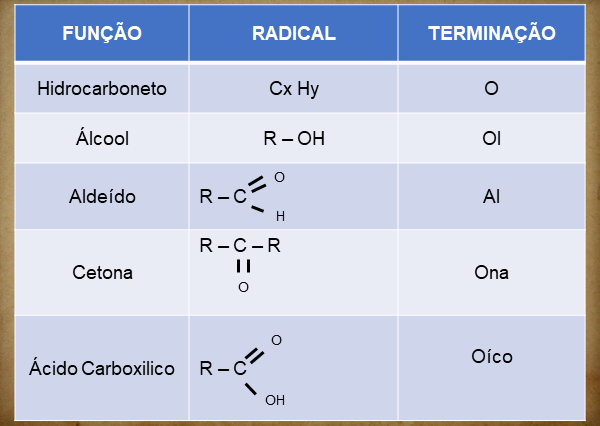 FUNÇÃO RADICAL TERMINAÇÃO
Hidrocarboneto Cx Hy O
Álcool R – OH Ol
O
Aldeído R – C Al
H
R – C – R
Cetona Ona
O
O
Oíco
Ácido Carboxilico R – C
OH